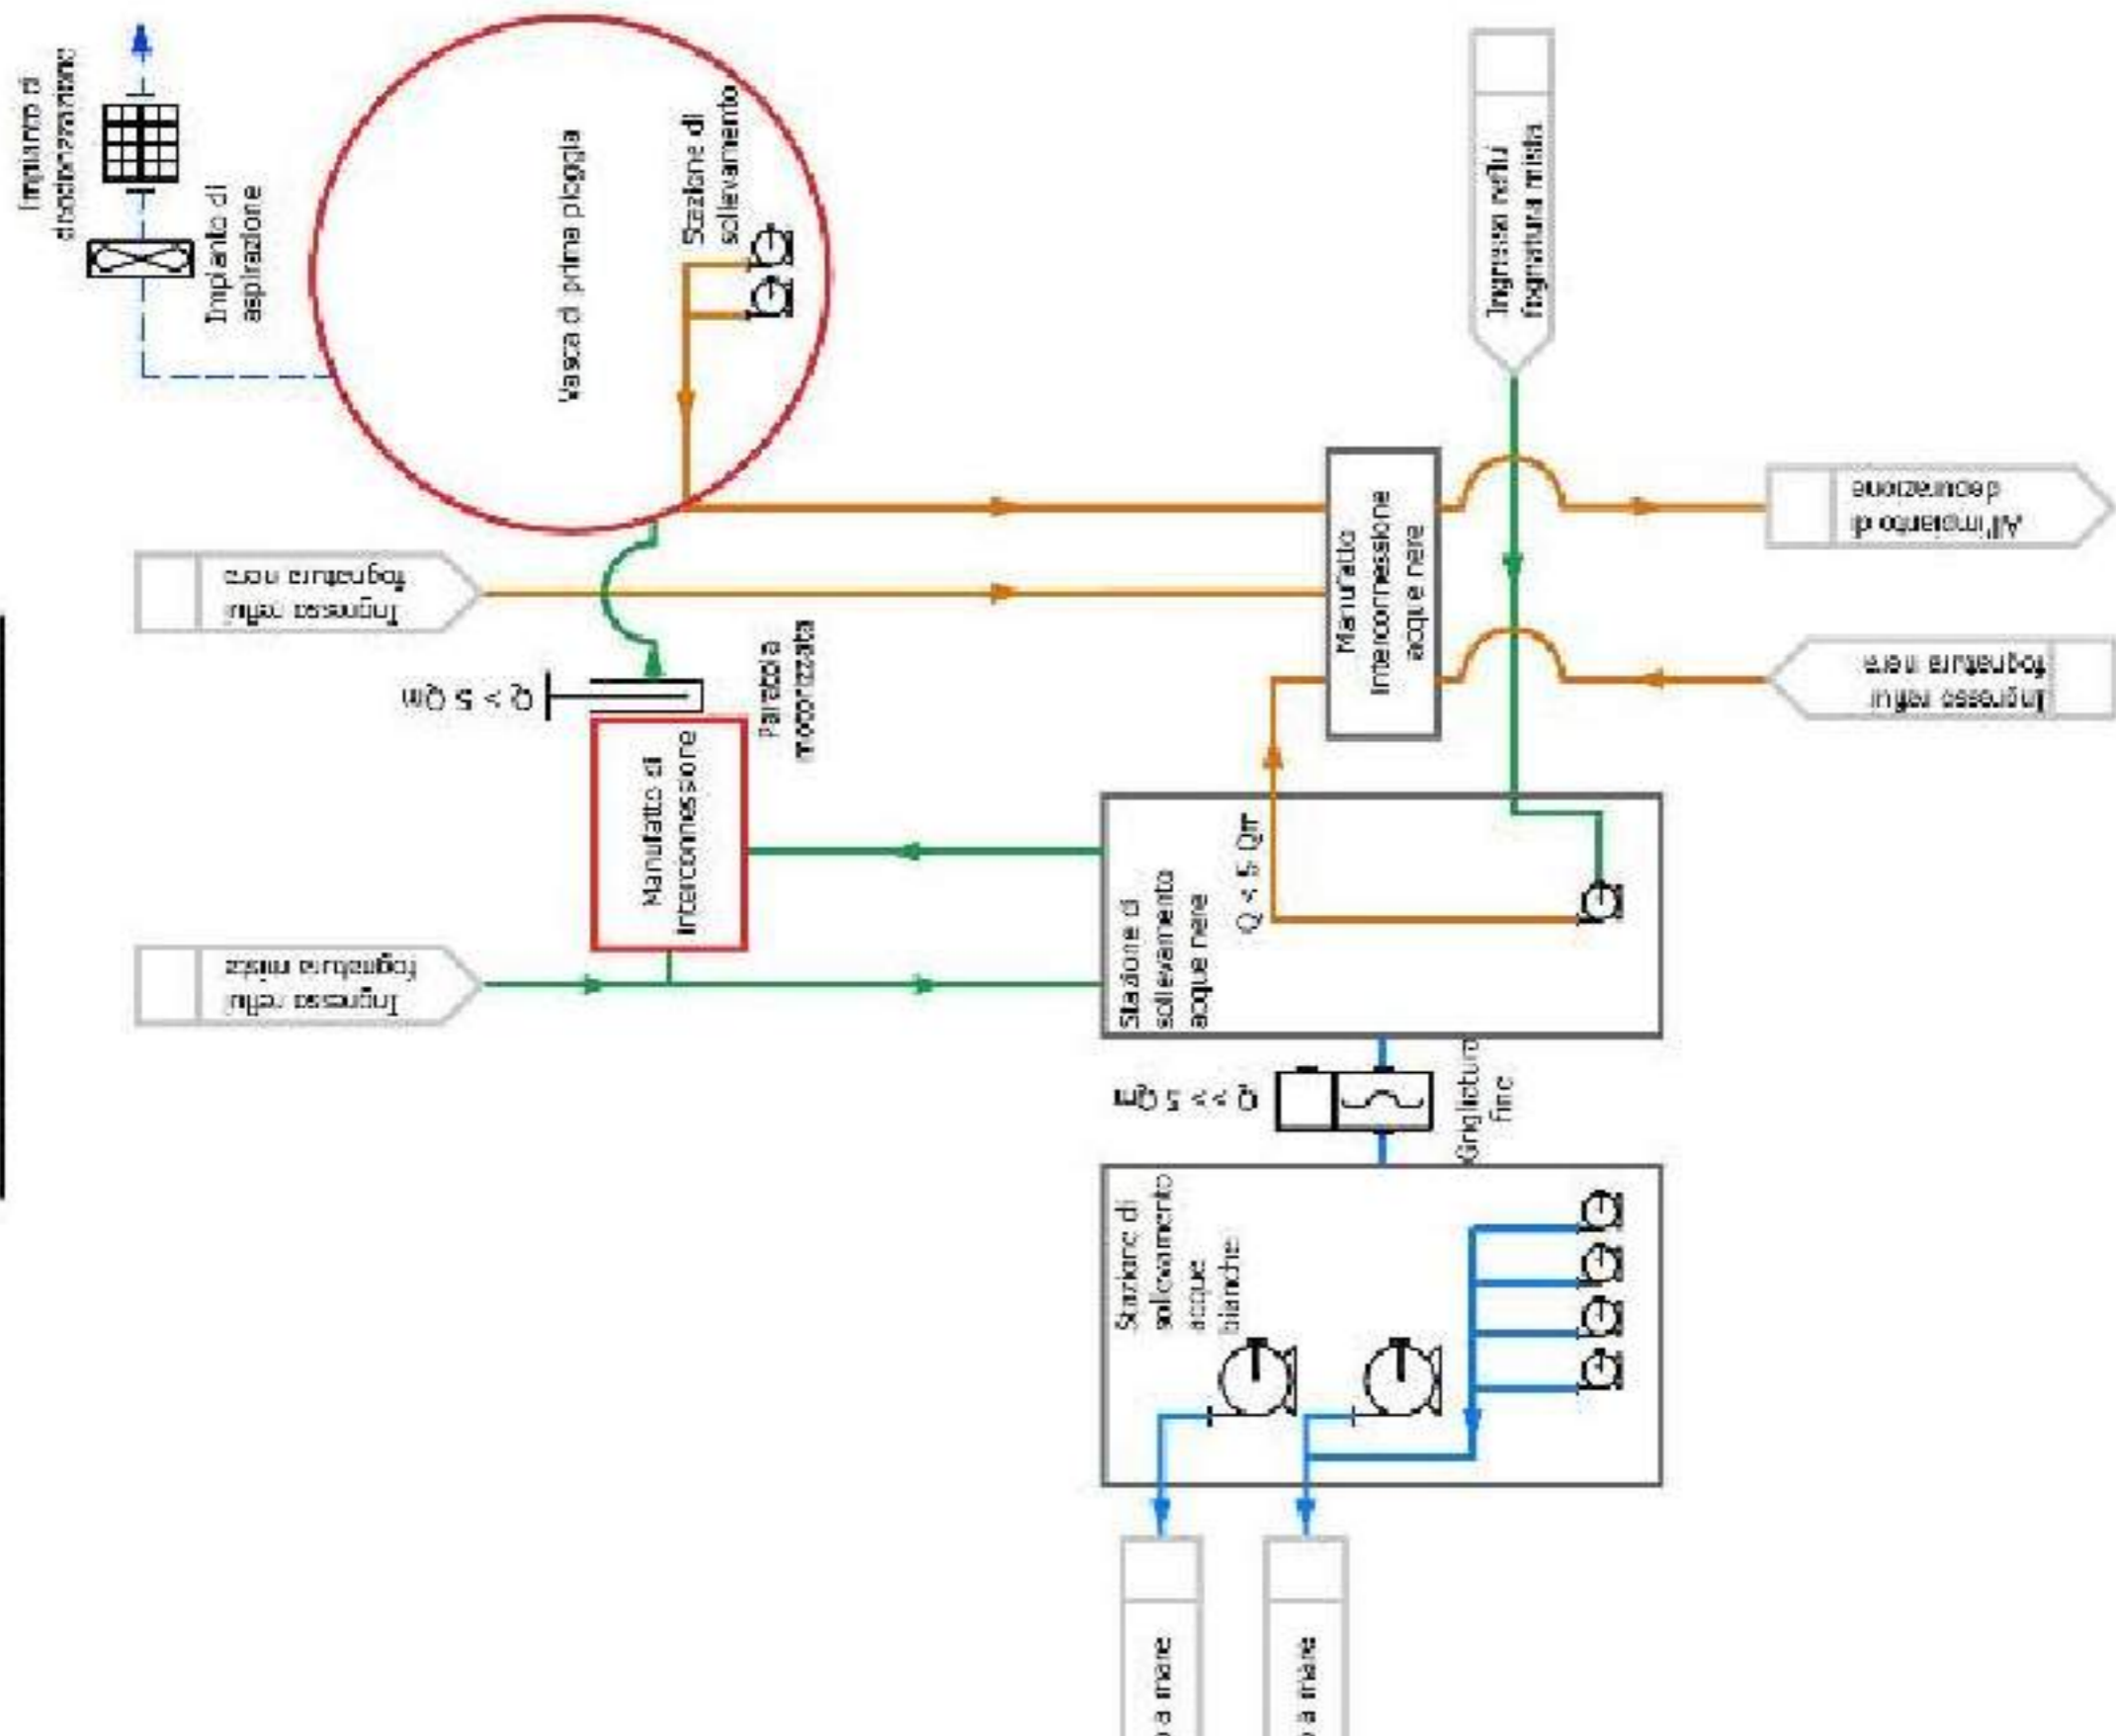 Impianto di
deodorizzazione
Impianto di
aspirazione
Vasca di prima pioggia
Stazione di
sollevamento
Ingresso reflui
fognatura mista
Ingresso reflui
fognatura nera
Q > 5 Qm
Paratoia
motorizzata
Manufatto
interconnessione
acque nere
All'impianto di
depurazione
Ingresso reflui
fognatura nera
Manufatto di
interconnessione
Ingresso reflui
fognatura mista
Stazione di
sollevamento
acque nere
Q < 5 Qm
Grigliatura
fine
Stazione di
sollevamento
acque
bianche
a mare
a mare